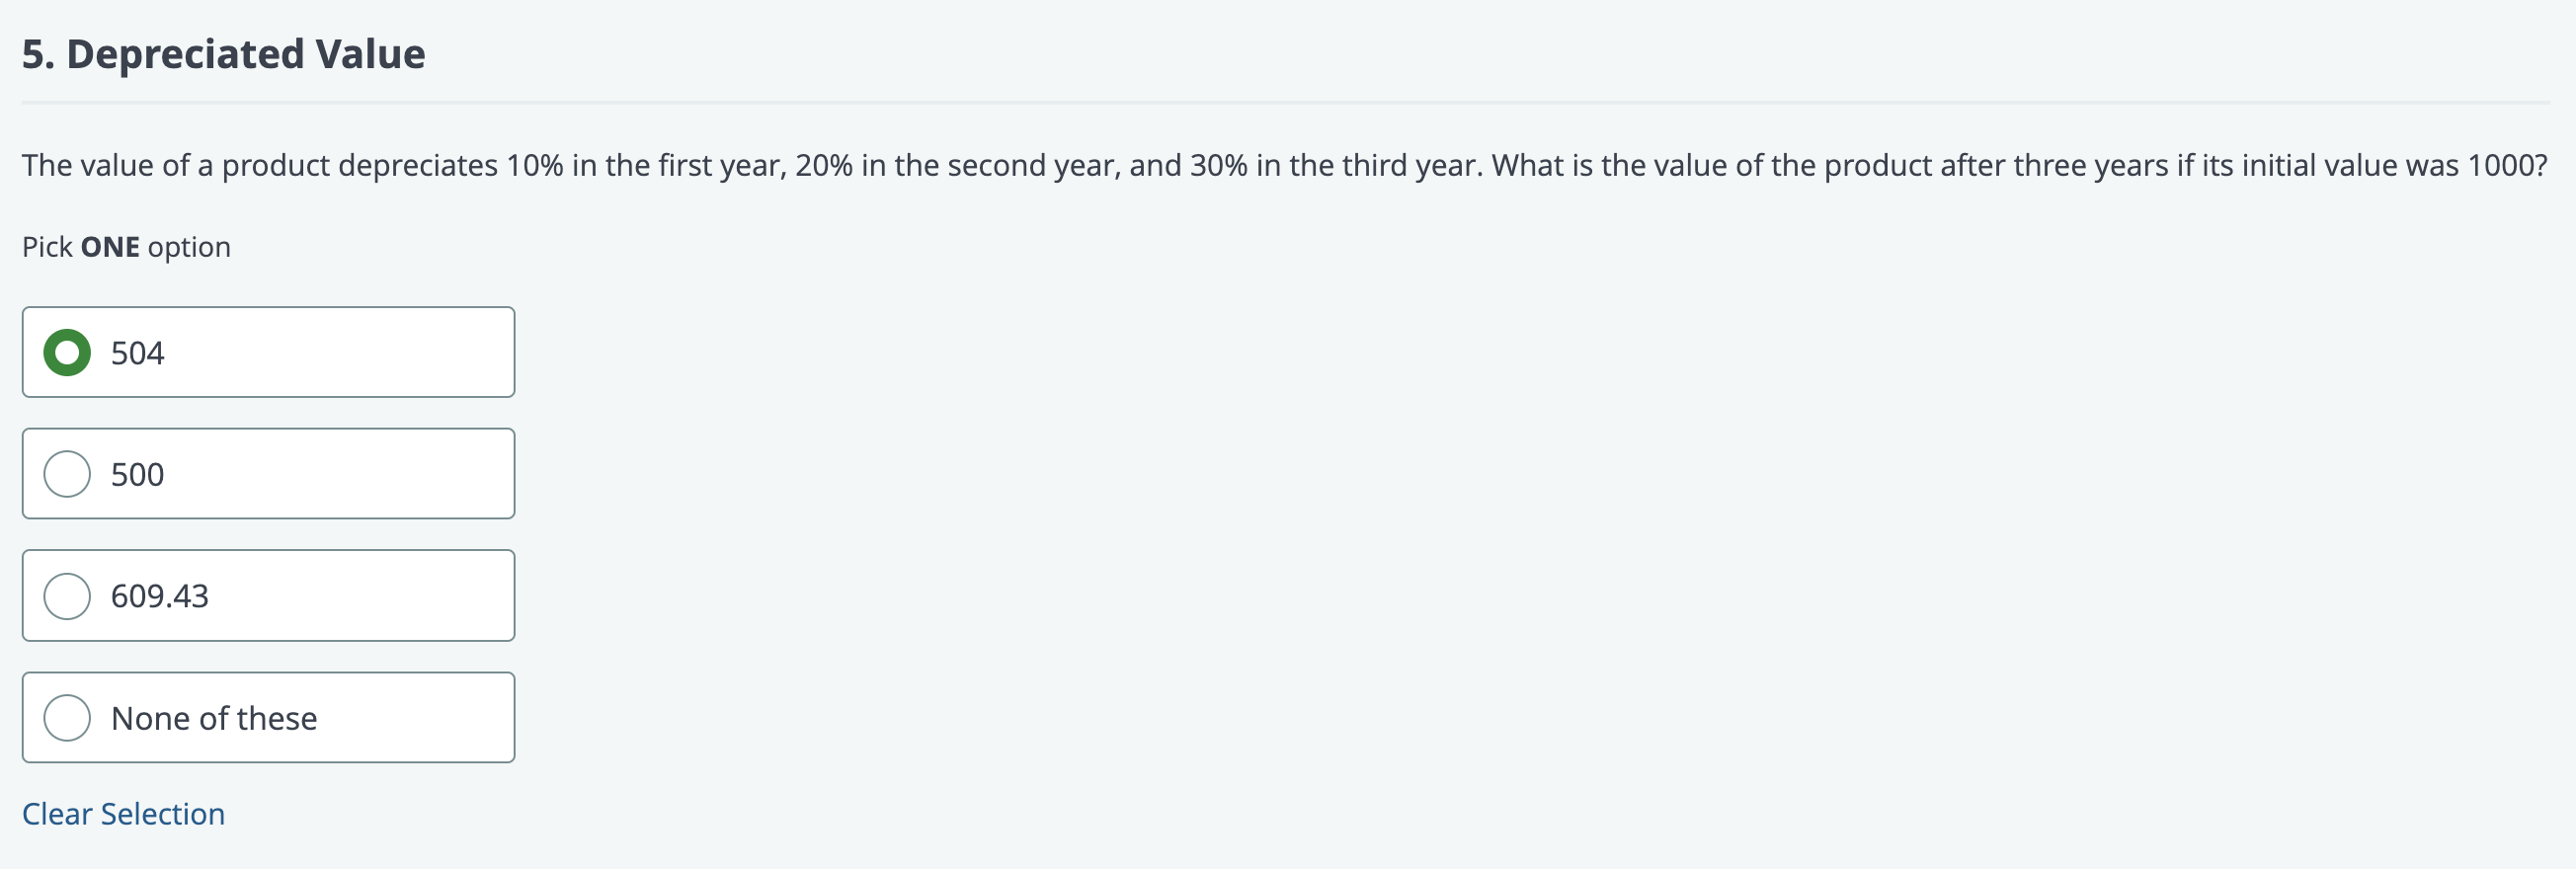 5. Depreciated Value
The value of a product depreciates 10% in the first year, 20% in the second year, and 30% in the third year. What is the value of the product after three years if its initial value was 1000?
Pick ONE option
504
500
609.43
None of these
Clear Selection